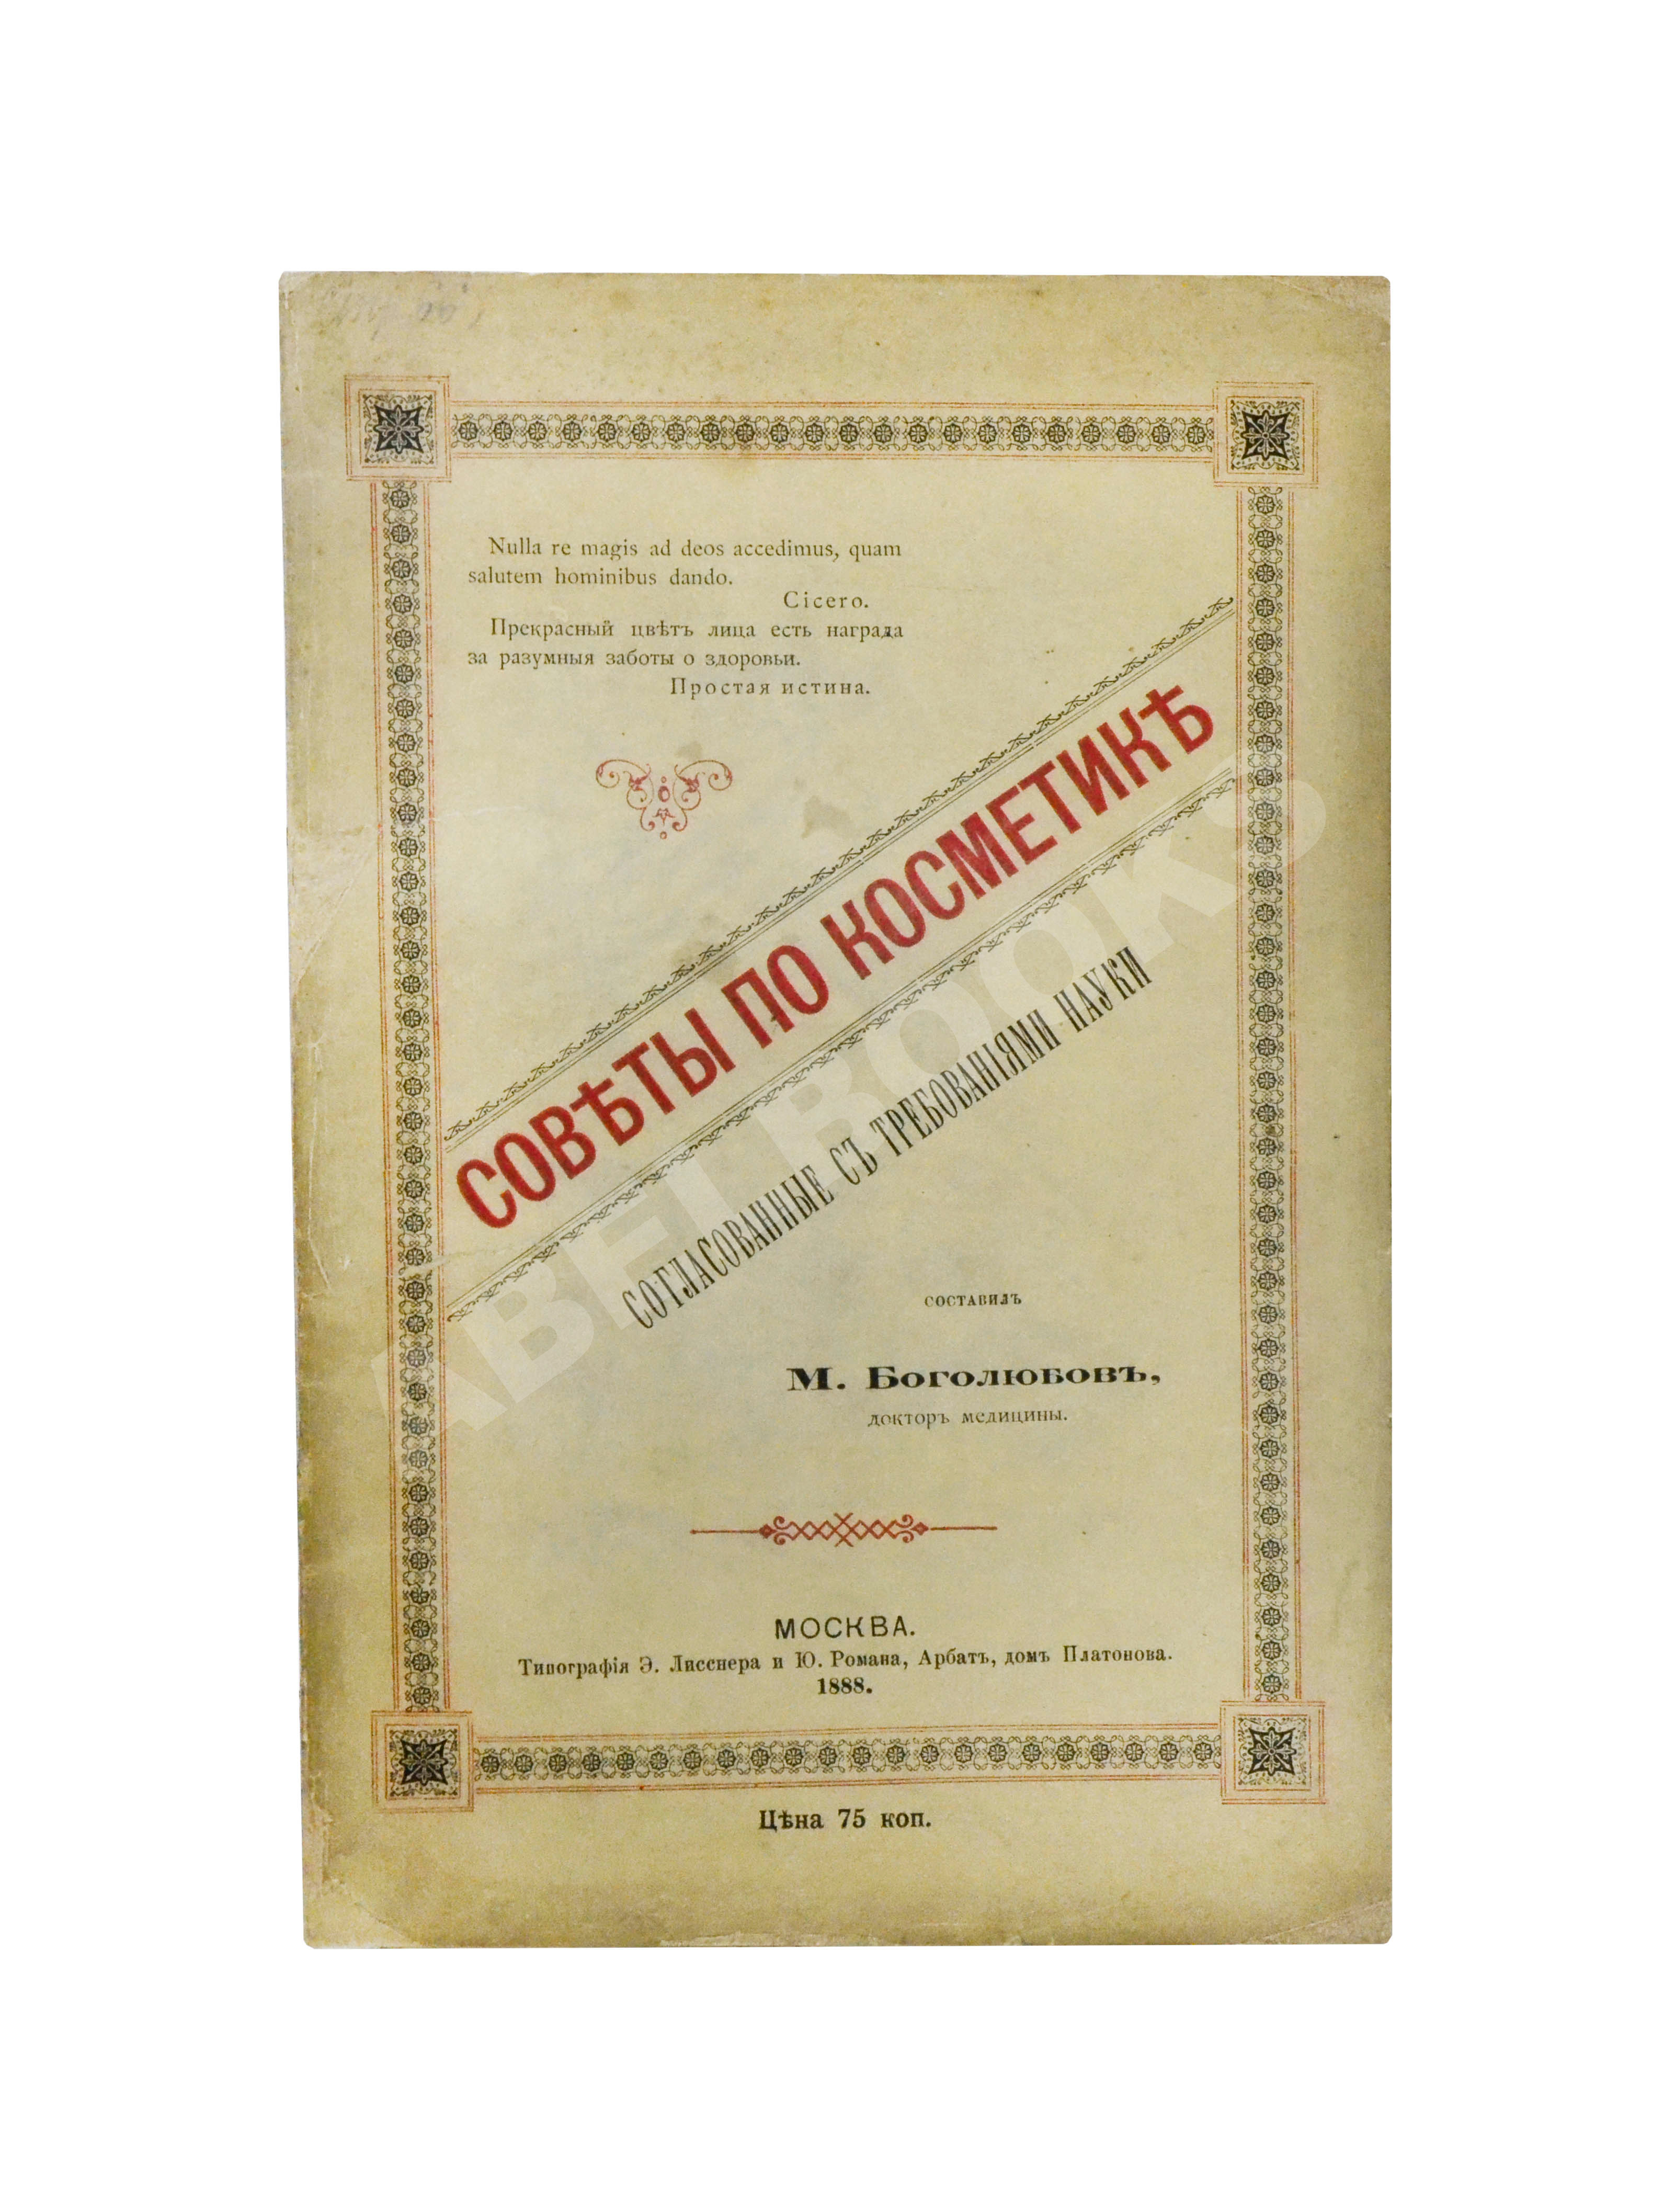 Nulla re magis ad deos accedimus, quam
salutem hominibus dando.
Cicero.
Прекрасный цвѣтъ лица есть награда
за разумныя заботы о здоровьи.
Простая истина.
СОВѢТЫ ПО КОСМЕТИКѢ
СОГЛАСОВАННЫЕ СЪ ТРЕБОВАНІЯМИ НАУКИ
СОСТАВИЛЪ
М. Боголюбовъ,
докторъ медицины.
МОСКВА.
Типографія Э. Лисснера и Ю. Романа, Арбатъ, домъ Платонова.
1888.
Цѣна 75 коп.
ABEL BOOKS